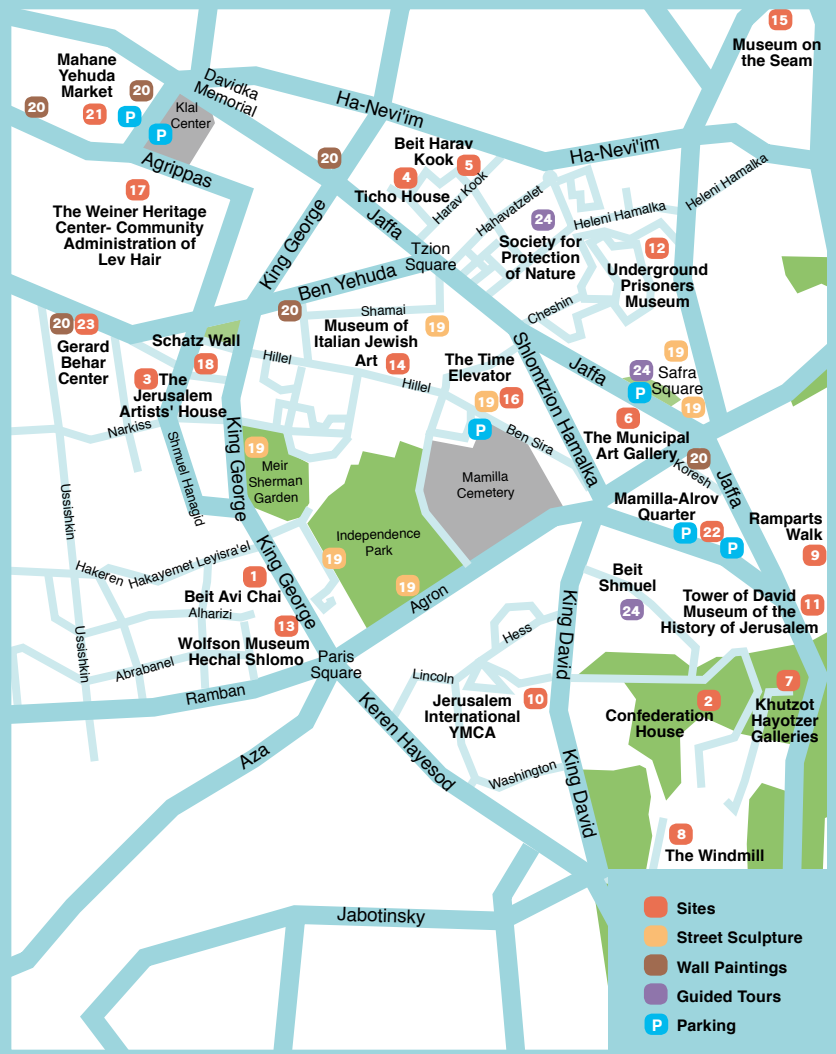 15
Museum on
the Seam
Mahane
Yehuda
Market
20
20
21
P
P
Klal
Center
Davidka
Memorial
Ha-Nevi'im
Ha-Nevi'im
Agrippas
17
The Weiner Heritage
Center- Community
Administration of
Lev Hair
20
Beit Harav
Kook
5
4
Ticho House
Harav Kook
Hahavatzelet
Heleni Hamalka
Heleni Hamalka
24
Society for
Protection
of Nature
12
Underground
Prisoners
Museum
King George
Jaffa
Tzion
Square
Ben Yehuda
20
Shamai
Museum of
Italian Jewish
Art
14
19
Cheshin
20
23
Gerard
Behar
Center
Schatz Wall
18
3
The
Jerusalem
Artists' House
Hillel
Hillel
The Time
Elevator
19
16
P
Ben Sira
Shlomtzion Hamalka
Jaffa
19
24
Safra
Square
P
19
6
The Municipal
Art Gallery
20
Koresh
Jaffa
Narkiss
Shmuel Hanagid
King George
19
Meir
Sherman
Garden
Mamilla
Cemetery
Mamilla-Alrov
Quarter
P
22
P
Ramparts
Walk
9
Ussishkin
Independence
Park
19
19
Agron
Hakeren Hakayemet Leyisra'el
1
Beit Avi Chai
King George
Alharizi
13
Wolfson Museum
Hechal Shlomo
Paris
Square
Beit
Shmuel
24
Tower of David
Museum of the
History of Jerusalem
11
Ussishkin
Abrabanel
Ramban
Hess
Lincoln
King David
Jerusalem
International
YMCA
10
2
Confederation
House
7
Khutzot
Hayotzer
Galleries
Aza
Keren Hayesod
Washington
King David
8
The Windmill
Jabotinsky
Sites
Street Sculpture
Wall Paintings
Guided Tours
P
Parking